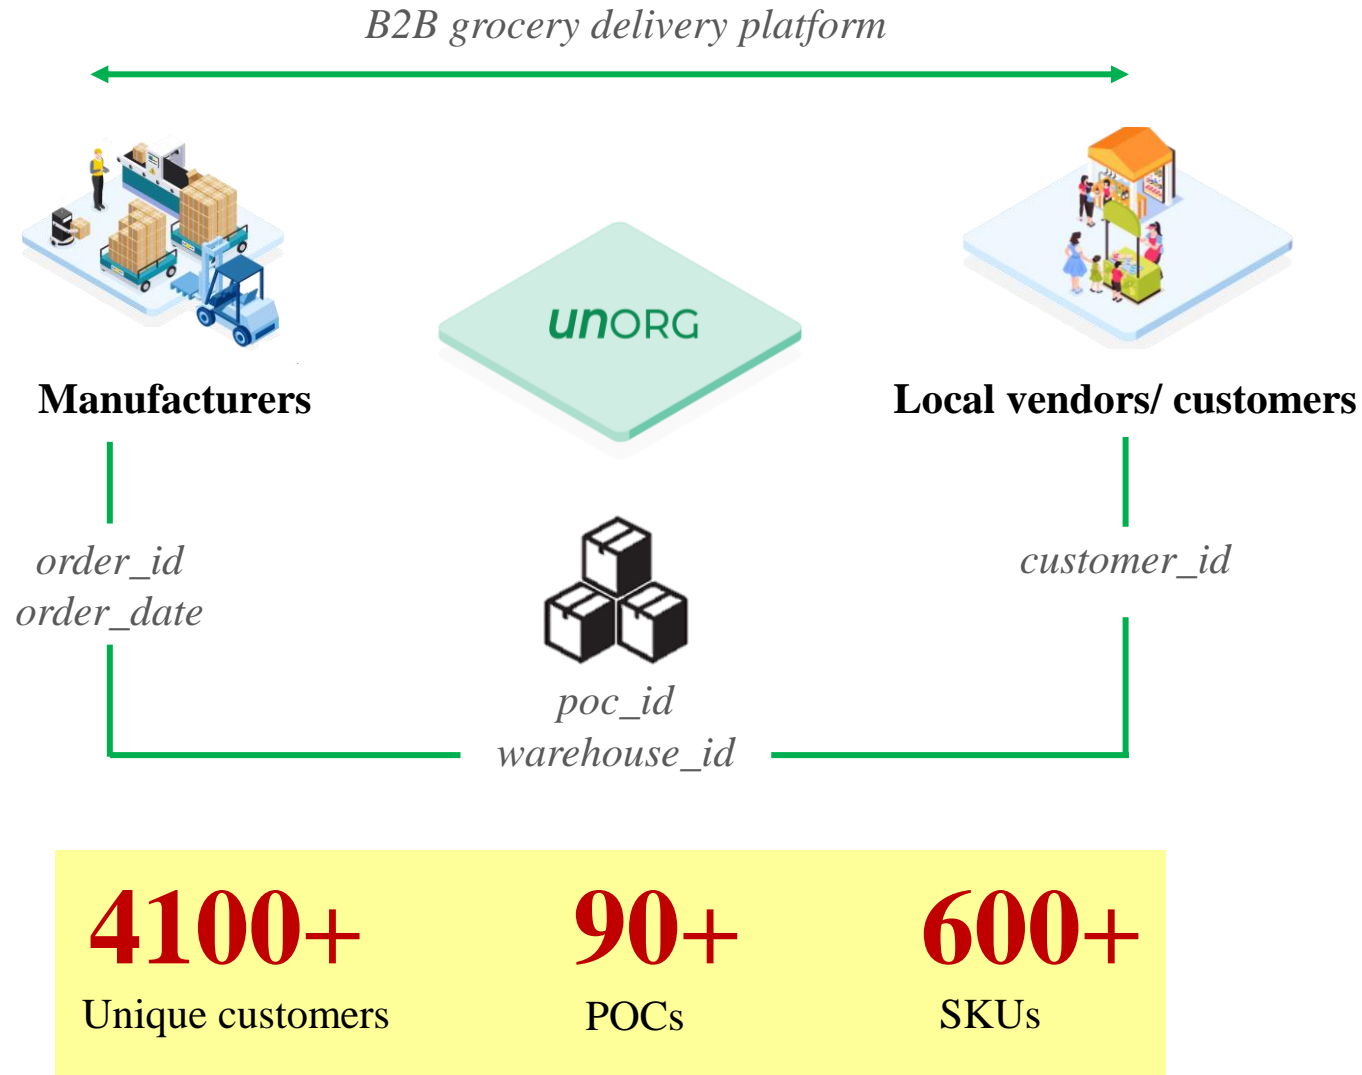 B2B grocery delivery platform
unORG
Manufacturers
Local vendors/ customers
order_id
order_date
customer_id
poc_id
warehouse_id
4100+
Unique customers
90+
POCs
600+
SKUs